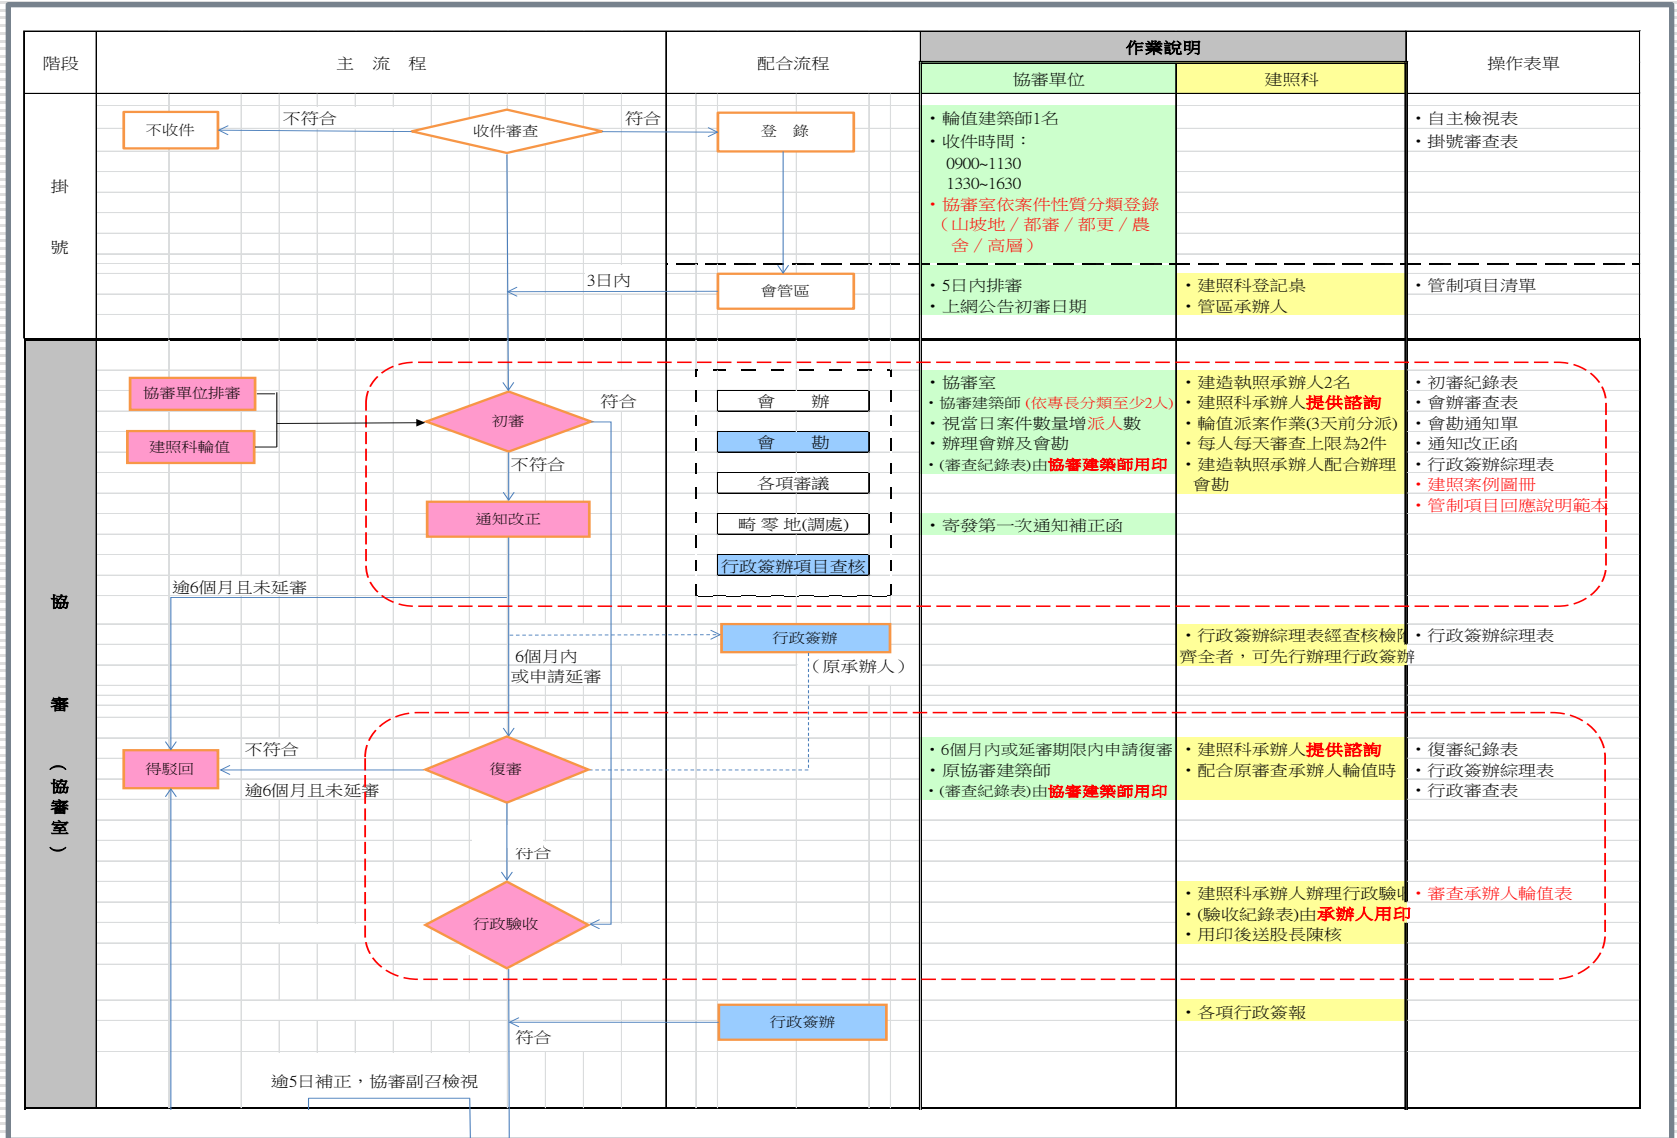 階段
主 流 程
配合流程
作業說明
協審單位
建照科
操作表單
掛
號
不收件
不符合
收件審查
符合
登 錄
・輪值建築師1名
・收件時間：
0900~1130
1330~1630
・協審室依案件性質分類登錄
（山坡地／都審／都更／農
舍／高層）
・自主檢視表
・掛號審查表
3日內
會管區
・5日內排審
・上網公告初審日期
・建照科登記桌
・管區承辦人
・管制項目清單
協
審
（協審室）
協審單位排審
建照科輪值
初審
符合
不符合
通知改正
會 辦
會 勘
各項審議
畸 零 地(調處)
行政簽辦項目查核
・協審室
・協審建築師 (依專長分類至少2人)
・視當日案件數量增派人數
・辦理會辦及會勘
・(審查紀錄表)由協審建築師用印
・寄發第一次通知補正函
・建造執照承辦人2名
・建照科承辦人提供諮詢
・輪值派案作業(3天前分派)
・每人每天審查上限為2件
・建造執照承辦人配合辦理
會勘
・初審紀錄表
・會辦審查表
・會勘通知單
・通知改正函
・行政簽辦綜理表
・建照案例圖冊
・管制項目回應說明範本
逾6個月且未延審
6個月內
或申請延審
行政簽辦
（原承辦人）
・行政簽辦綜理表經查核檢附
齊全者，可先行辦理行政簽辦
・行政簽辦綜理表
得駁回
不符合
逾6個月且未延審
復審
符合
・6個月內或延審期限內申請復審
・原協審建築師
・(審查紀錄表)由協審建築師用印
・建照科承辦人提供諮詢
・配合原審查承辦人輪值時
・復審紀錄表
・行政簽辦綜理表
・行政審查表
行政驗收
・建照科承辦人辦理行政驗收
・(驗收紀錄表)由承辦人用印
・用印後送股長陳核
・審查承辦人輪值表
行政簽辦
符合
・各項行政簽報
逾5日補正，協審副召檢視